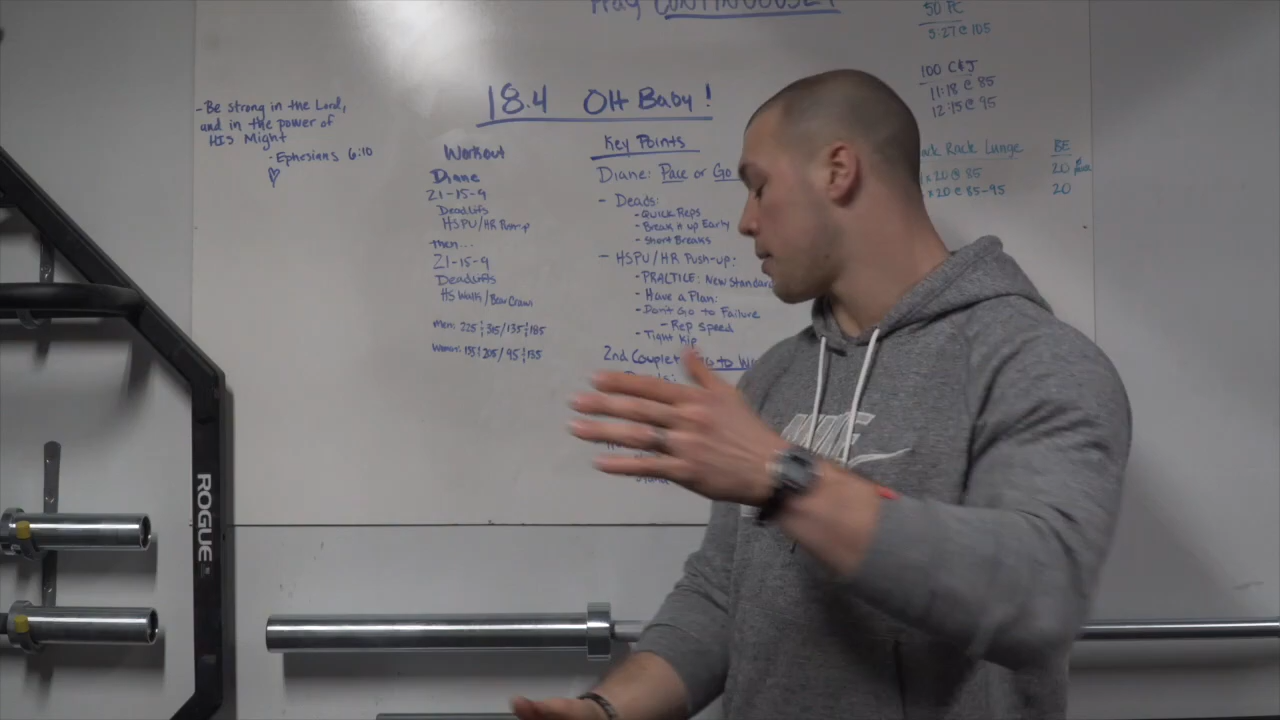 Pray CONTINUOUSLY
- Be strong in the Lord,
and in the power of
HIS Might
- Ephesians 6:10
18.4 OH Baby!
Workout
Diane
21-15-9
Deadlifts
HSPU/HR Push-up
then...
21-15-9
Deadlifts
HS Walk/Bear Crawl
Men: 225 ; 315/135 ; 185
Women: 155 ; 205/95 ; 135
Key Points
Diane: Pace or Go
- Deads:
- Quick Reps
- Break it up Early
- Short Breaks
- HSPU/HR Push-up:
- PRACTICE: New Standard
- Have a Plan:
- Don't Go to Failure
- Rep Speed
- Tight Kip
2nd Couplet to
50 PC
5:27 @ 105
100 C&J
11:18 @ 85
12:15 @ 95
Rack Lunge
x 20 @ 85
x 20 @ 85-95
BE
20
20
ROGUE